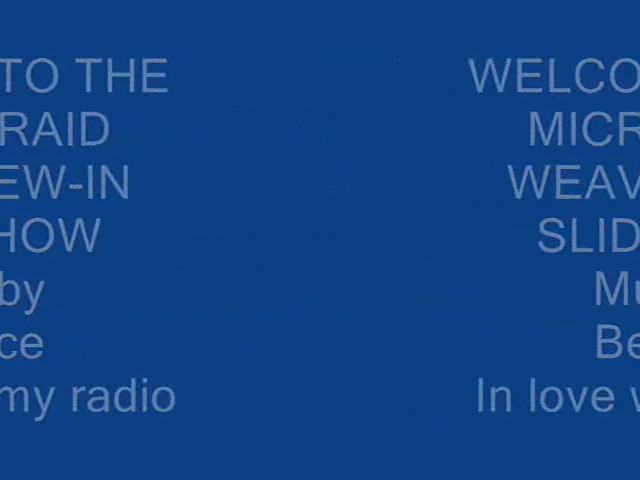 TO THE WELCO
RAID MICR
EW-IN WEAV
HOW SLID
by Mu
ce Be
my radio In love w